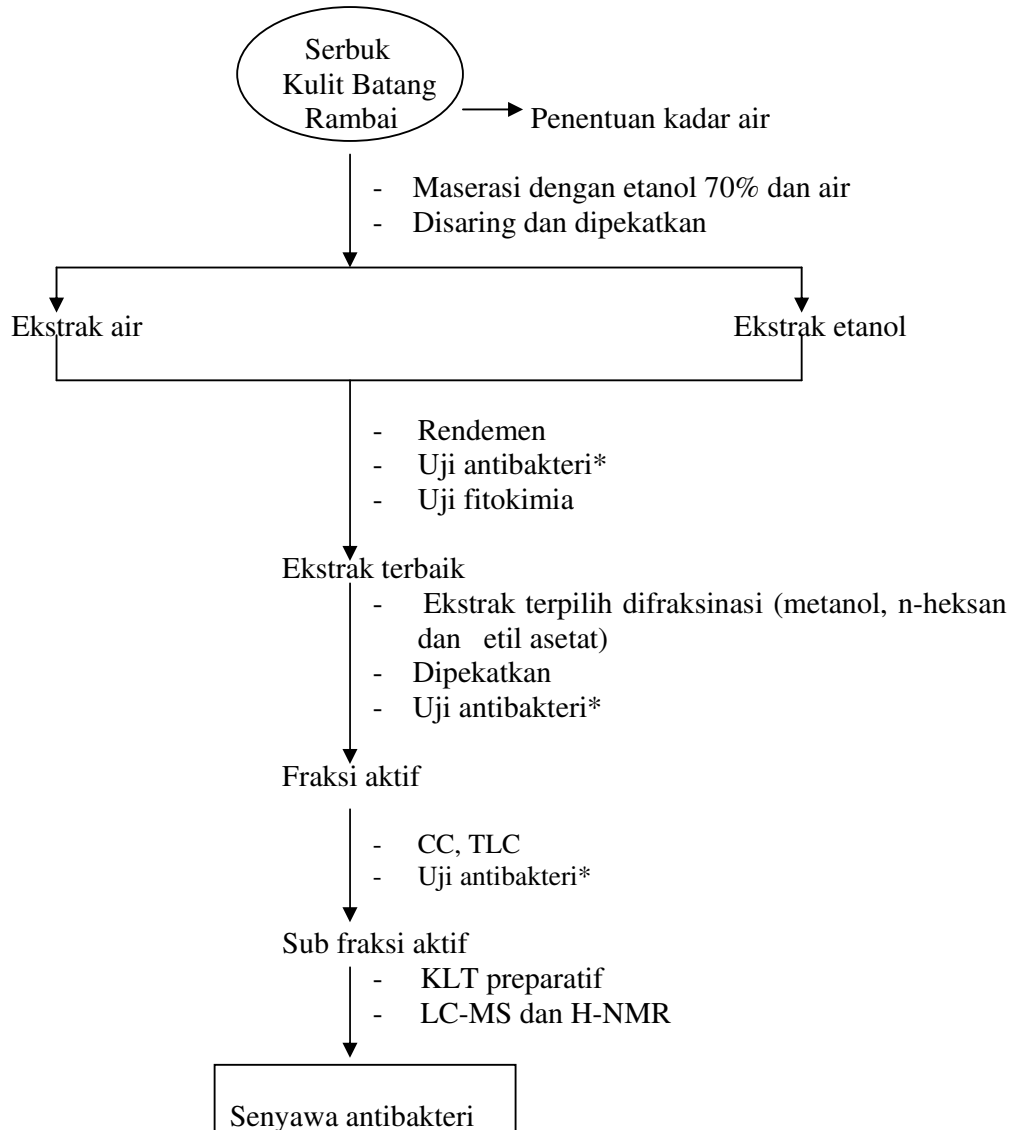 Serbuk
Kulit Batang
Rambai
Penentuan kadar air
- Maserasi dengan etanol 70% dan air
- Disaring dan dipekatkan
Ekstrak air
Ekstrak etanol
- Rendemen
- Uji antibakteri*
- Uji fitokimia
Ekstrak terbaik
- Ekstrak terpilih difraksinasi (metanol, n-heksan
dan etil asetat)
- Dipekatkan
- Uji antibakteri*
Fraksi aktif
- CC, TLC
- Uji antibakteri*
Sub fraksi aktif
- KLT preparatif
- LC-MS dan H-NMR
Senyawa antibakteri